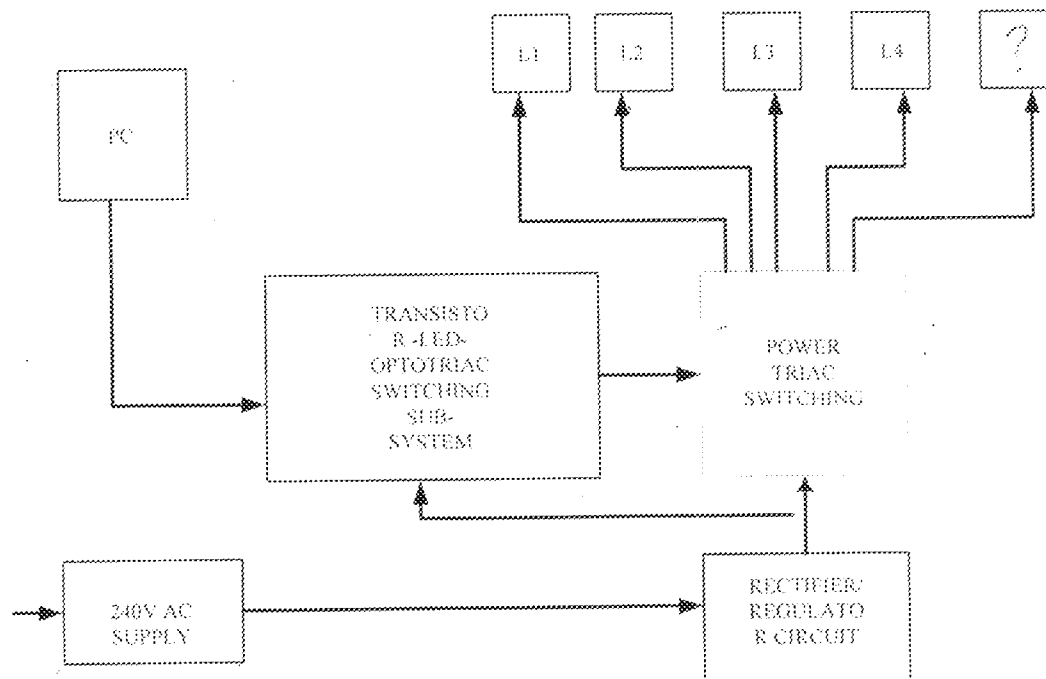 L1
L2
L3
L4
?
PC
TRANSISTO
R -LED-
OPTOTRIAC
SWITCHING
SUB-
SYSTEM
POWER
TRIAC
SWITCHING
240V AC
SUPPLY
RECTIFIER/
REGULATO
R CIRCUIT